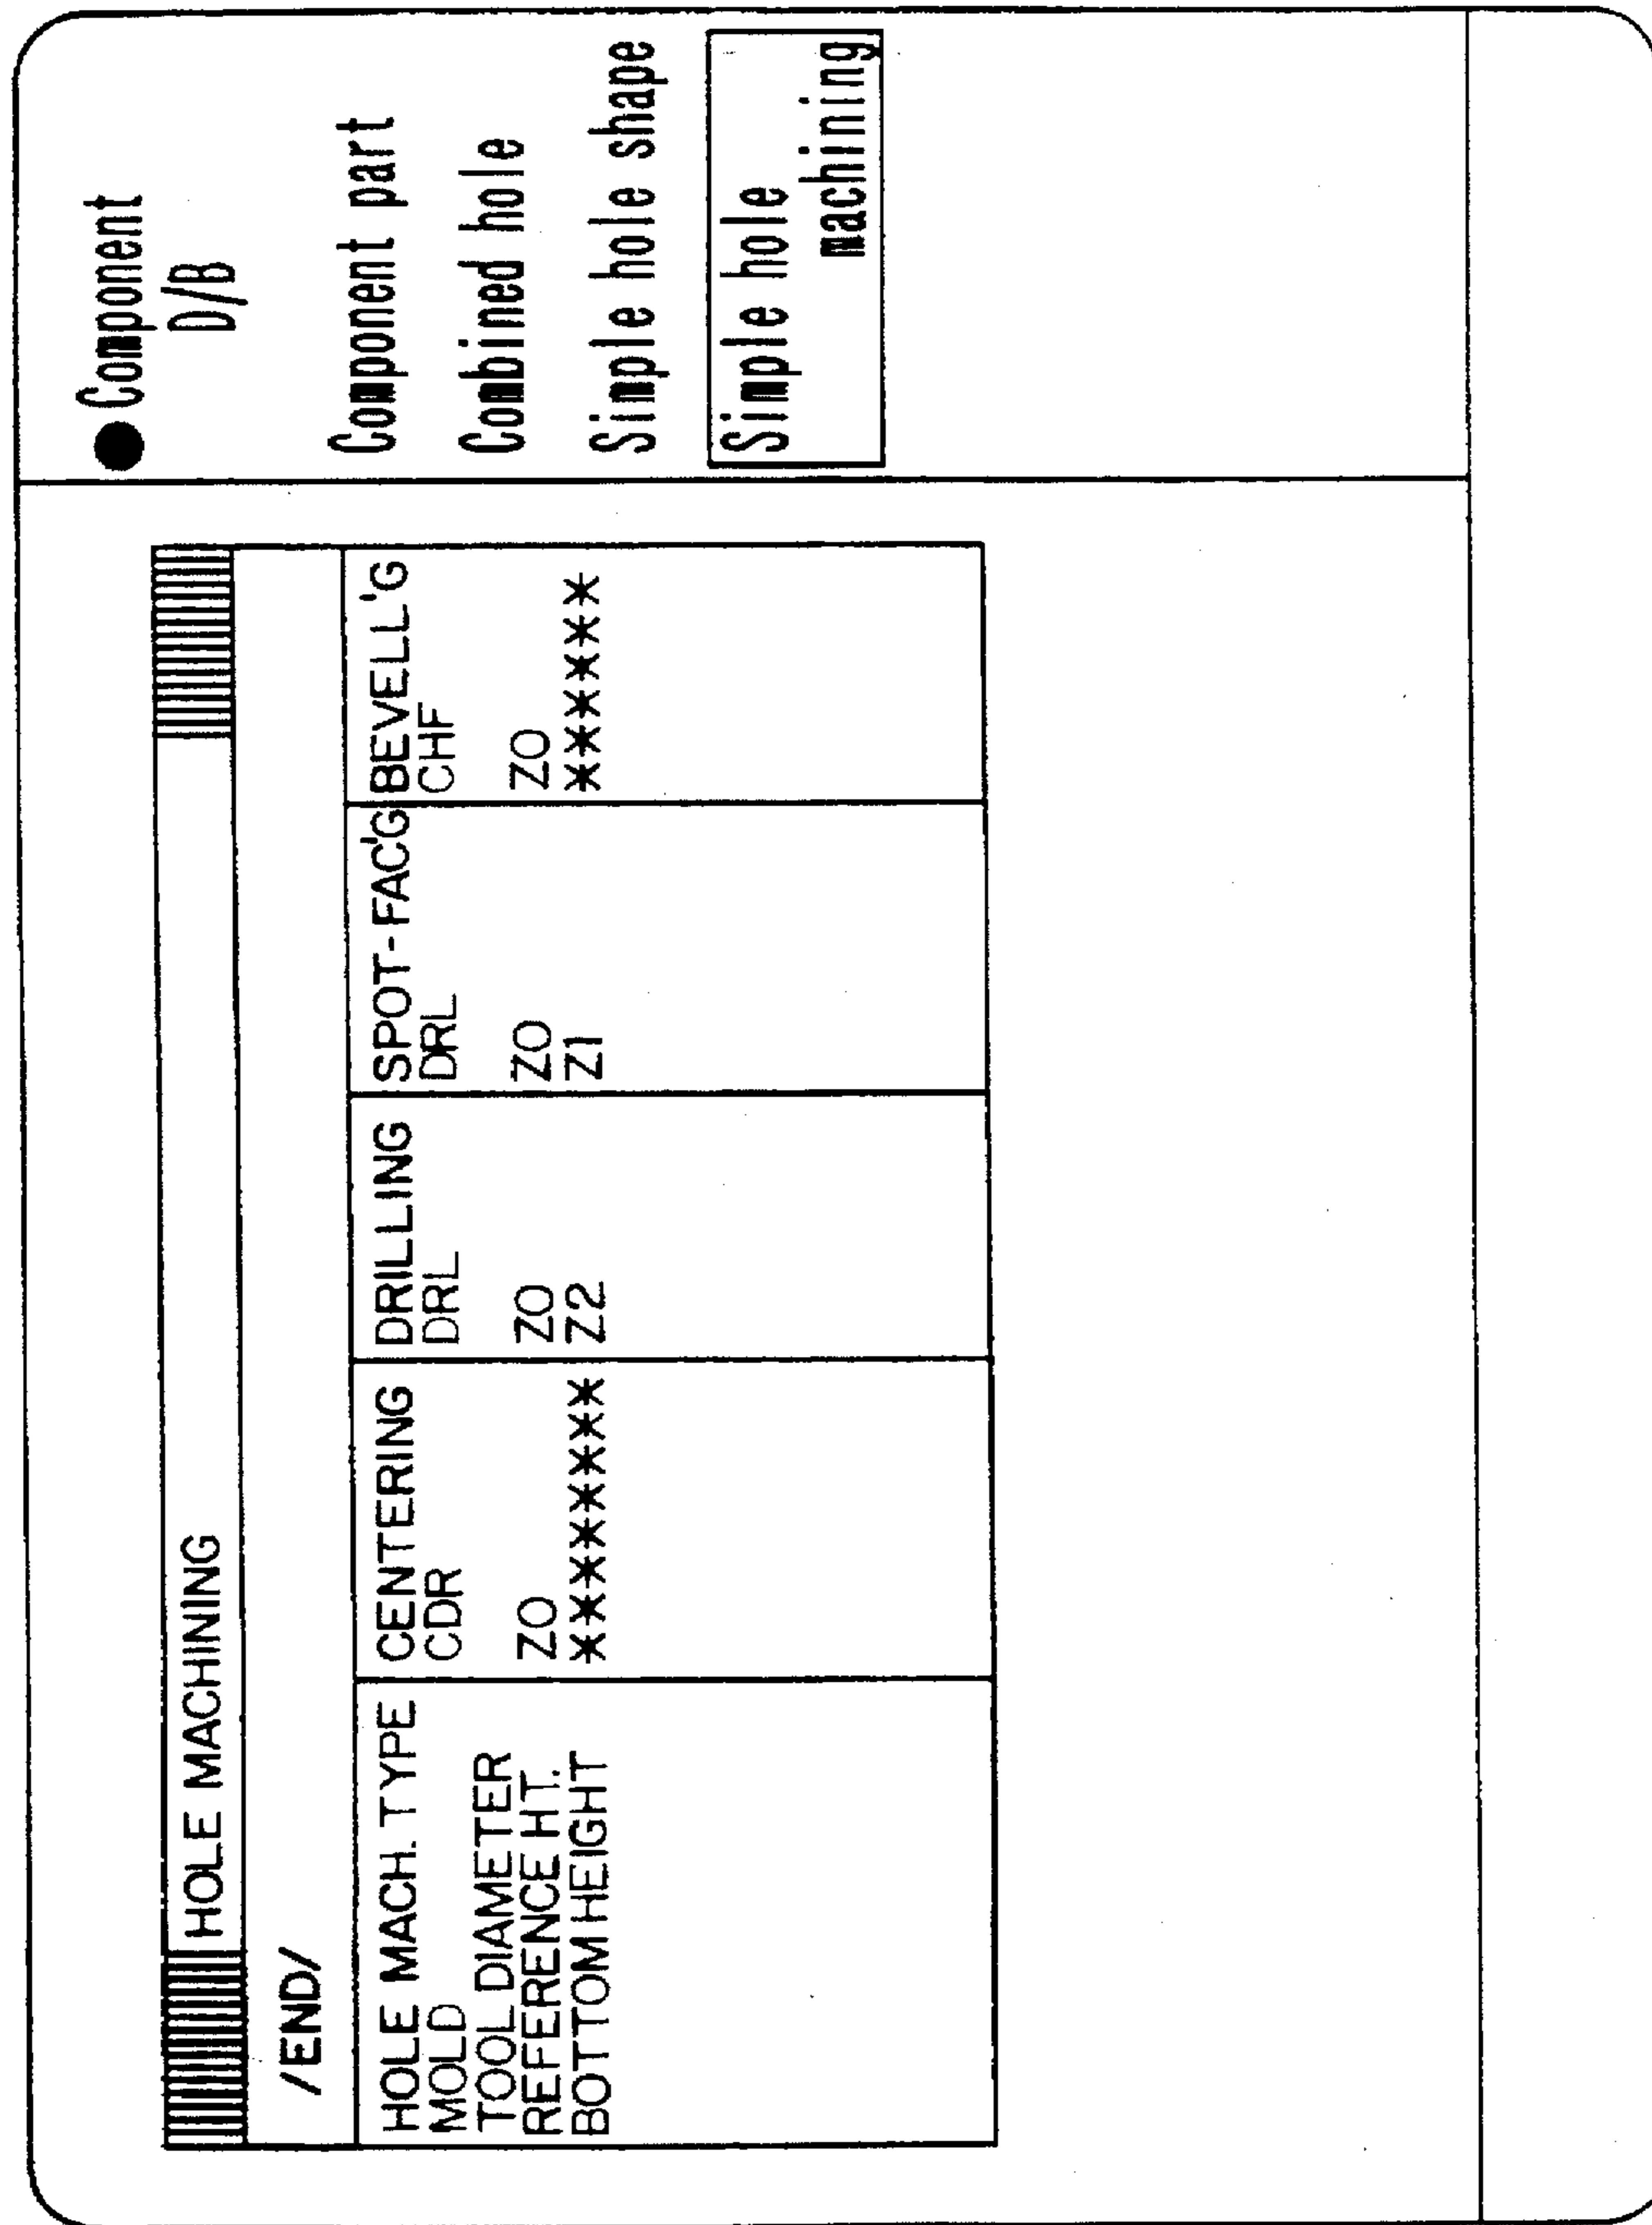 HOLE MACHINING
/END/
HOLE MACH. TYPE CENTERING DRILLING SPOT-FAC'G BEVELL'G
MOLD CDR DRL DRL CHF
TOOL DIAMETER
REFERENCE HT. ZO ZO ZO ZO
BOTTOM HEIGHT ******** Z2 Z1 ******
● Component
D/B
Component part
Combined hole
Simple hole shape
Simple hole
machining